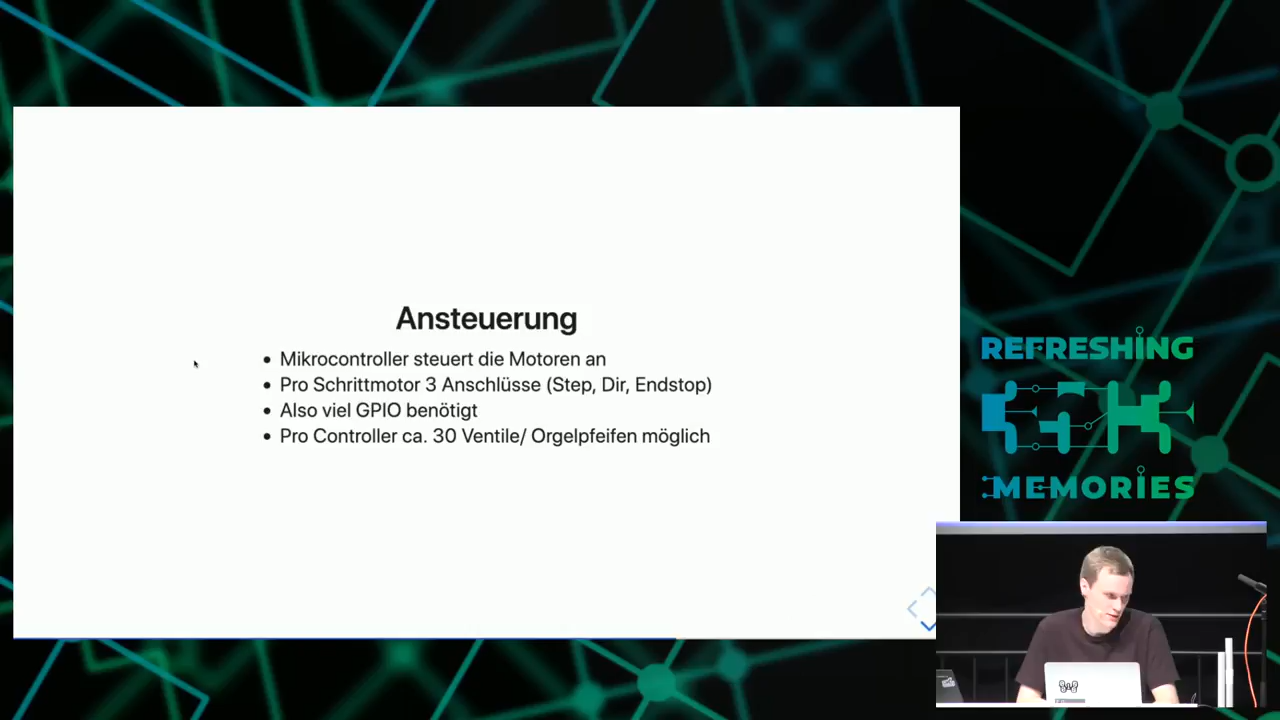 Ansteuerung
Mikrocontroller steuert die Motoren an
Pro Schrittmotor 3 Anschlüsse (Step, Dir, Endstop)
Also viel GPIO benötigt
Pro Controller ca. 30 Ventile/ Orgelpfeifen möglich
REFRESHING
MEMORIES